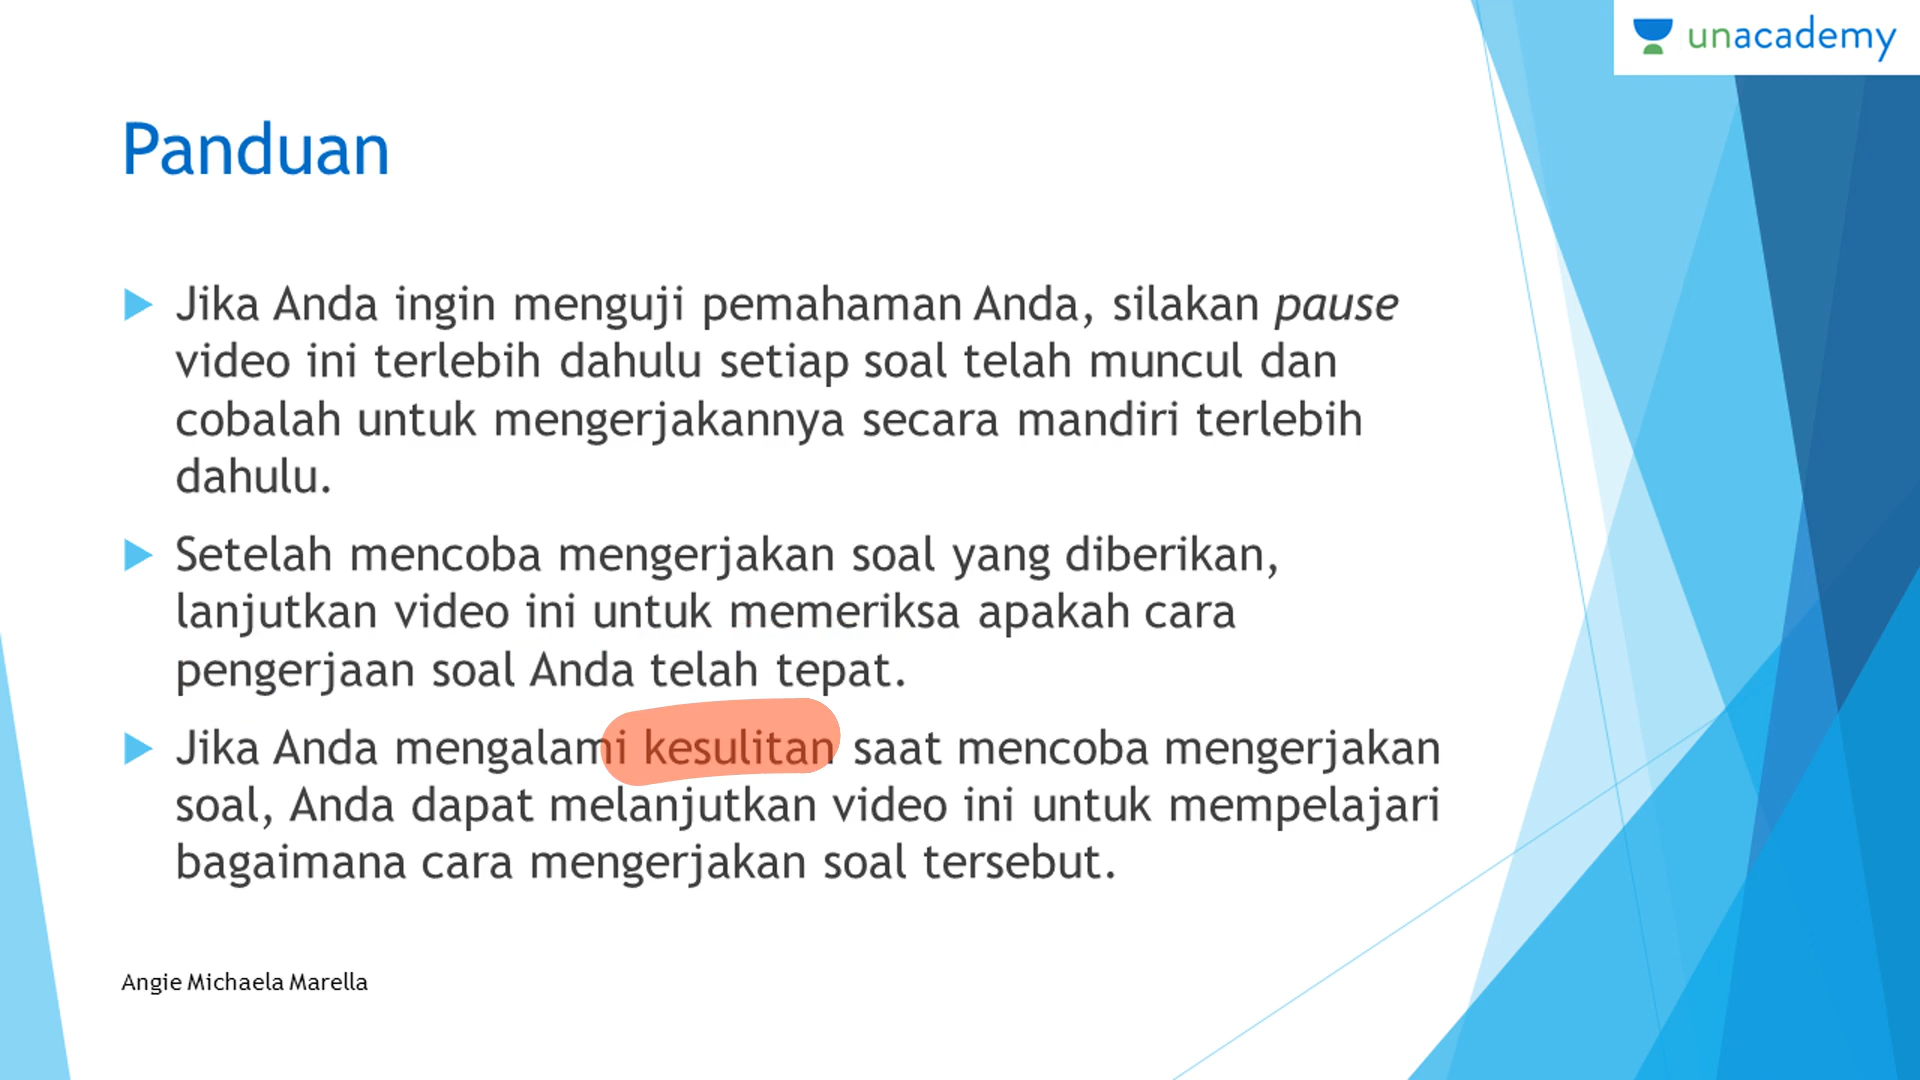 unacademy
Panduan
Jika Anda ingin menguji pemahaman Anda, silakan pause
video ini terlebih dahulu setiap soal telah muncul dan
cobalah untuk mengerjakannya secara mandiri terlebih
dahulu.
Setelah mencoba mengerjakan soal yang diberikan,
lanjutkan video ini untuk memeriksa apakah cara
pengerjaan soal Anda telah tepat.
Jika Anda mengalami kesulitan saat mencoba mengerjakan
soal, Anda dapat melanjutkan video ini untuk mempelajari
bagaimana cara mengerjakan soal tersebut.
Angie Michaela Marella